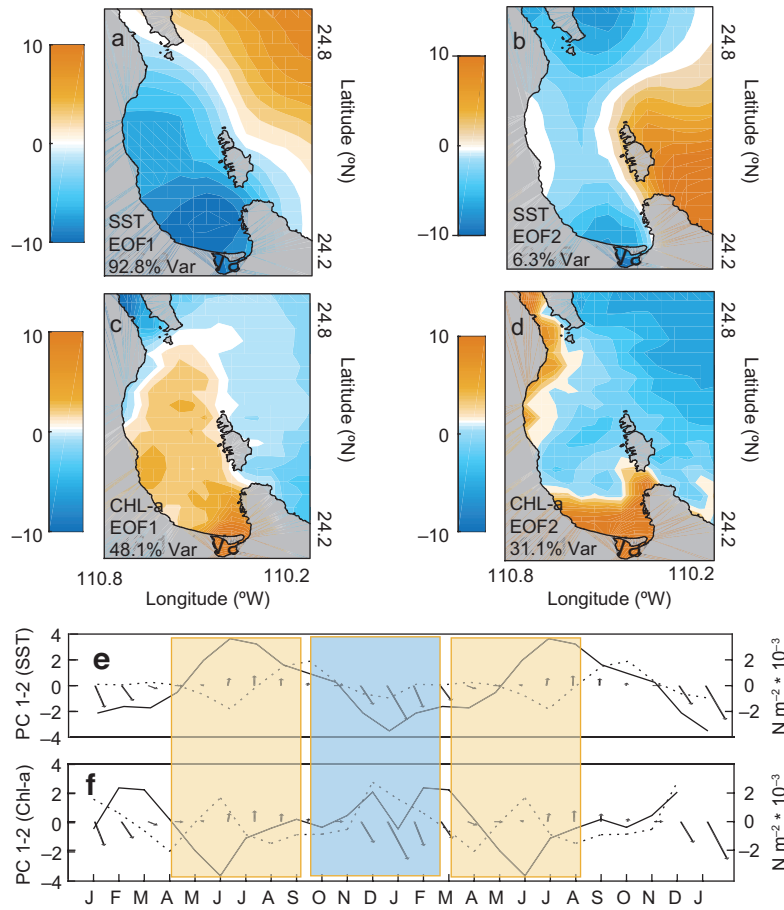 10
0
–10
a
SST
EOF1
92.8% Var
24.8
24.2
Latitude (ºN)
10
0
–10
b
SST
EOF2
6.3% Var
24.8
24.2
Latitude (ºN)
10
0
–10
c
CHL-a
EOF1
48.1% Var
24.8
24.2
Latitude (ºN)
110.8
110.2
Longitude (ºW)
10
0
–10
d
CHL-a
EOF2
31.1% Var
24.8
24.2
Latitude (ºN)
110.8
110.2
Longitude (ºW)
e
PC 1-2 (SST)
4
2
0
–2
–4
2
0
–2
N m⁻² * 10⁻³
f
PC 1-2 (Chl-a)
4
2
0
–2
–4
2
0
–2
N m⁻² * 10⁻³
J F M A M J J A S O N D J F M A M J J A S O N D J